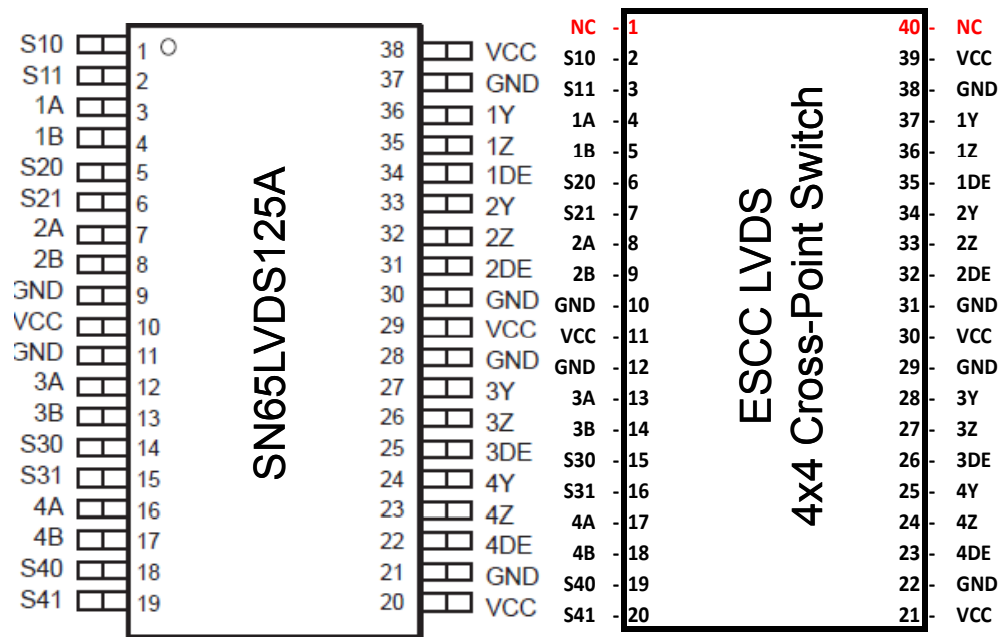 S10 1 38 VCC
S11 2 37 GND
1A 3 36 1Y
1B 4 35 1Z
S20 5 34 1DE
S21 6 33 2Y
2A 7 32 2Z
2B 8 31 2DE
GND 9 30 GND
VCC 10 29 VCC
GND 11 28 GND
3A 12 27 3Y
3B 13 26 3Z
S30 14 25 3DE
S31 15 24 4Y
4A 16 23 4Z
4B 17 22 4DE
S40 18 21 GND
S41 19 20 VCC
SN65LVDS125A
NC - 1 40 - NC
S10 - 2 39 - VCC
S11 - 3 38 - GND
1A - 4 37 - 1Y
1B - 5 36 - 1Z
S20 - 6 35 - 1DE
S21 - 7 34 - 2Y
2A - 8 33 - 2Z
2B - 9 32 - 2DE
GND - 10 31 - GND
VCC - 11 30 - VCC
GND - 12 29 - GND
3A - 13 28 - 3Y
3B - 14 27 - 3Z
S30 - 15 26 - 3DE
S31 - 16 25 - 4Y
4A - 17 24 - 4Z
4B - 18 23 - 4DE
S40 - 19 22 - GND
S41 - 20 21 - VCC
ESCC LVDS
4x4 Cross-Point Switch